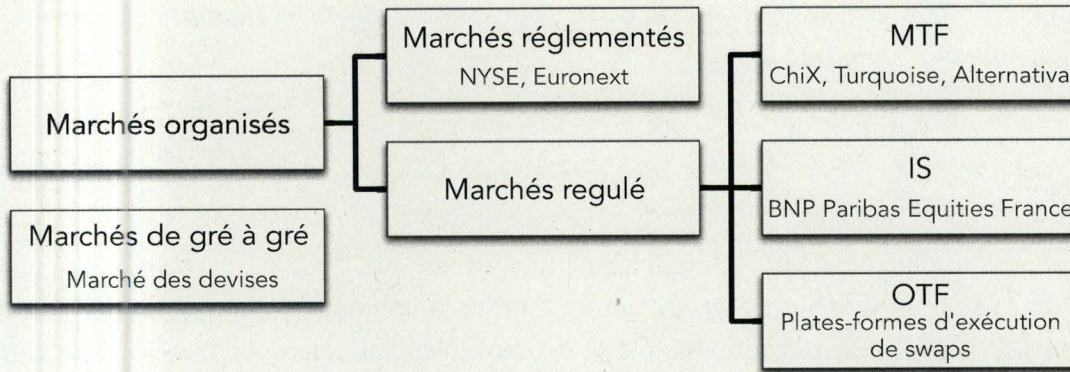 Marchés organisés
Marchés de gré à gré
Marché des devises
Marchés réglementés
NYSE, Euronext
Marchés regulé
MTF
ChiX, Turquoise, Alternativa
IS
BNP Paribas Equities France
OTF
Plates-formes d'exécution
de swaps